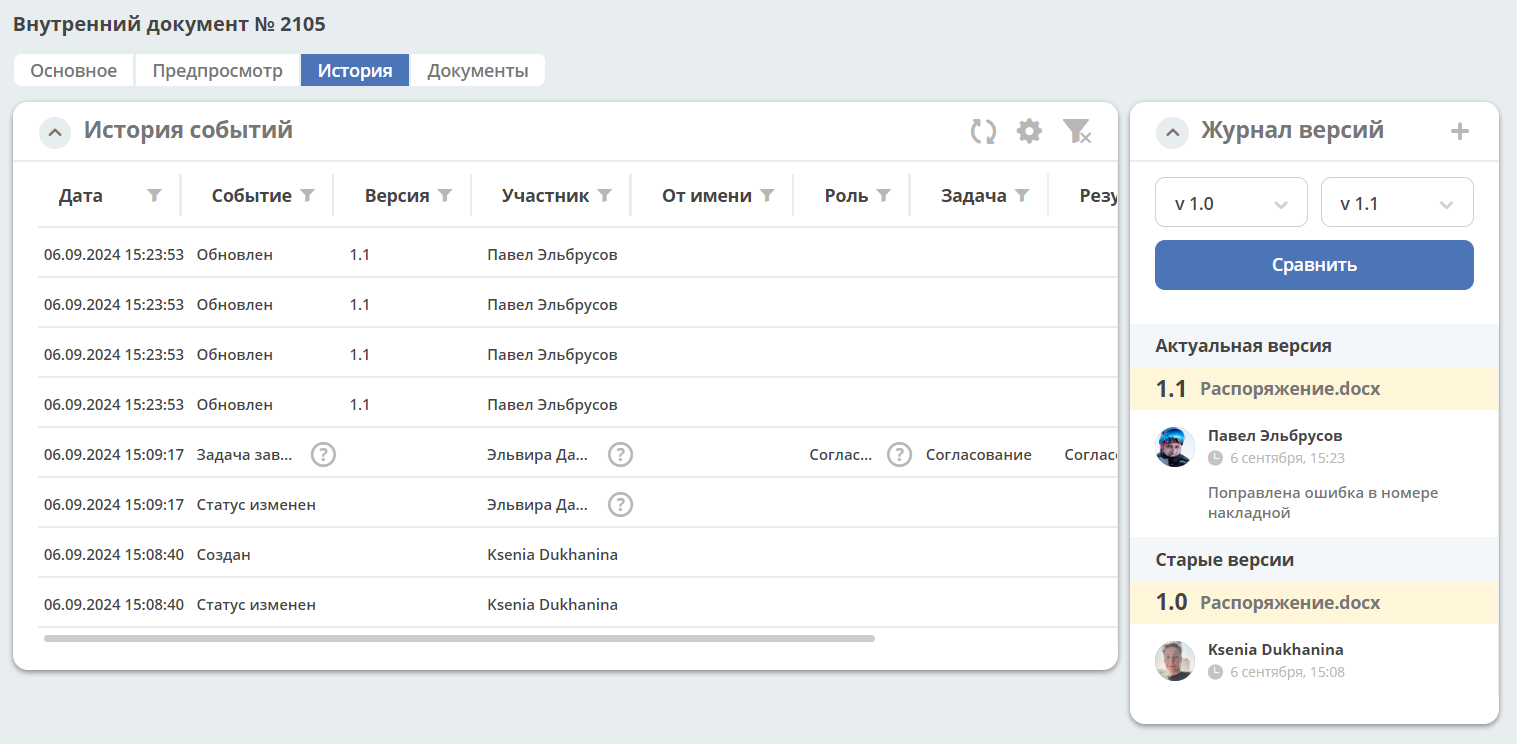 Внутренний документ № 2105
Основное Предпросмотр История Документы
История событий
Дата Событие Версия Участник От имени Роль Задача Резу
06.09.2024 15:23:53 Обновлен 1.1 Павел Эльбрусов
06.09.2024 15:23:53 Обновлен 1.1 Павел Эльбрусов
06.09.2024 15:23:53 Обновлен 1.1 Павел Эльбрусов
06.09.2024 15:23:53 Обновлен 1.1 Павел Эльбрусов
06.09.2024 15:09:17 Задача зав... ? Эльвира Да... ? Соглас... ? Согласование Соглас
06.09.2024 15:09:17 Статус изменен Эльвира Да... ?
06.09.2024 15:08:40 Создан Ksenia Dukhanina
06.09.2024 15:08:40 Статус изменен Ksenia Dukhanina
Журнал версий
v 1.0 v 1.1
Сравнить
Актуальная версия
1.1 Распоряжение.docx
Павел Эльбрусов
6 сентября, 15:23
Поправлена ошибка в номере
накладной
Старые версии
1.0 Распоряжение.docx
Ksenia Dukhanina
6 сентября, 15:08